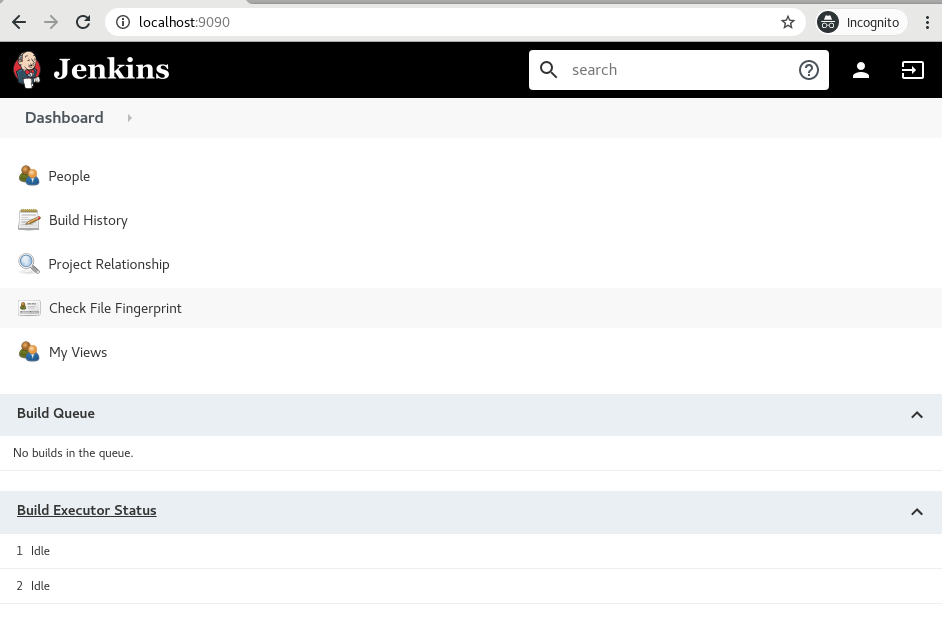 localhost:9090
Incognito
Jenkins
search
Dashboard
People
Build History
Project Relationship
Check File Fingerprint
My Views
Build Queue
No builds in the queue.
Build Executor Status
1 Idle
2 Idle